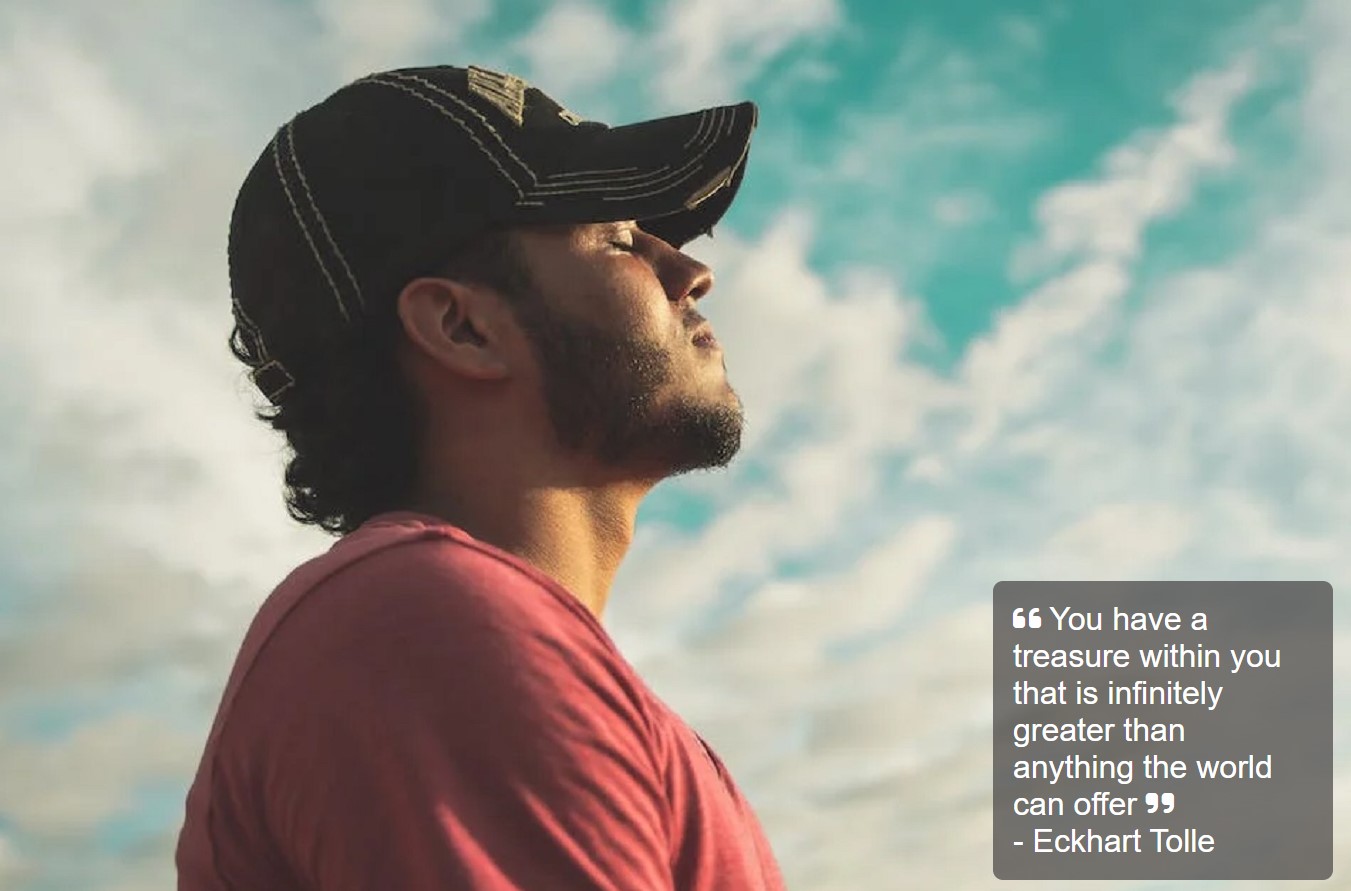 ❝ You have a
treasure within you
that is infinitely
greater than
anything the world
can offer ❞
- Eckhart Tolle